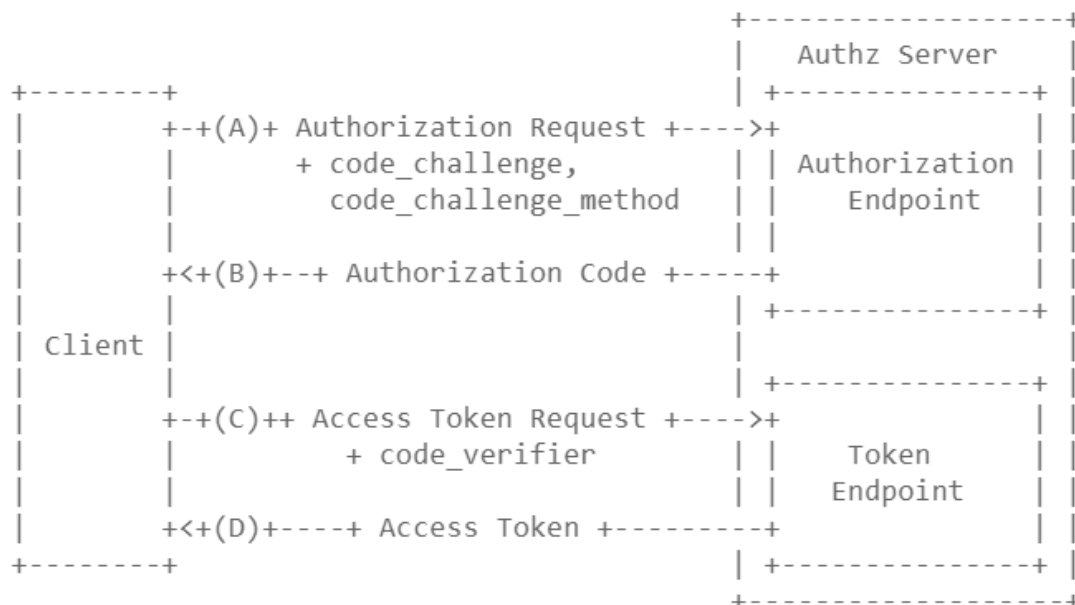 Authz Server
(A) Authorization Request
+ code_challenge,
code_challenge_method
Authorization
Endpoint
(B) Authorization Code
Client
(C) Access Token Request
+ code_verifier
Token
Endpoint
(D) Access Token